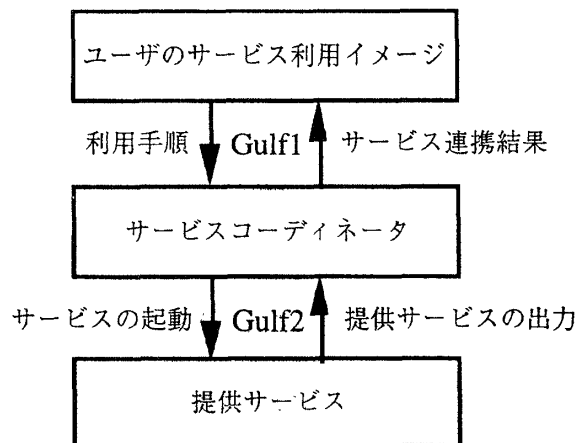 ユーザのサービス利用イメージ
利用手順 Gulf1 サービス連携結果
サービスコーディネータ
サービスの起動 Gulf2 提供サービスの出力
提供サービス